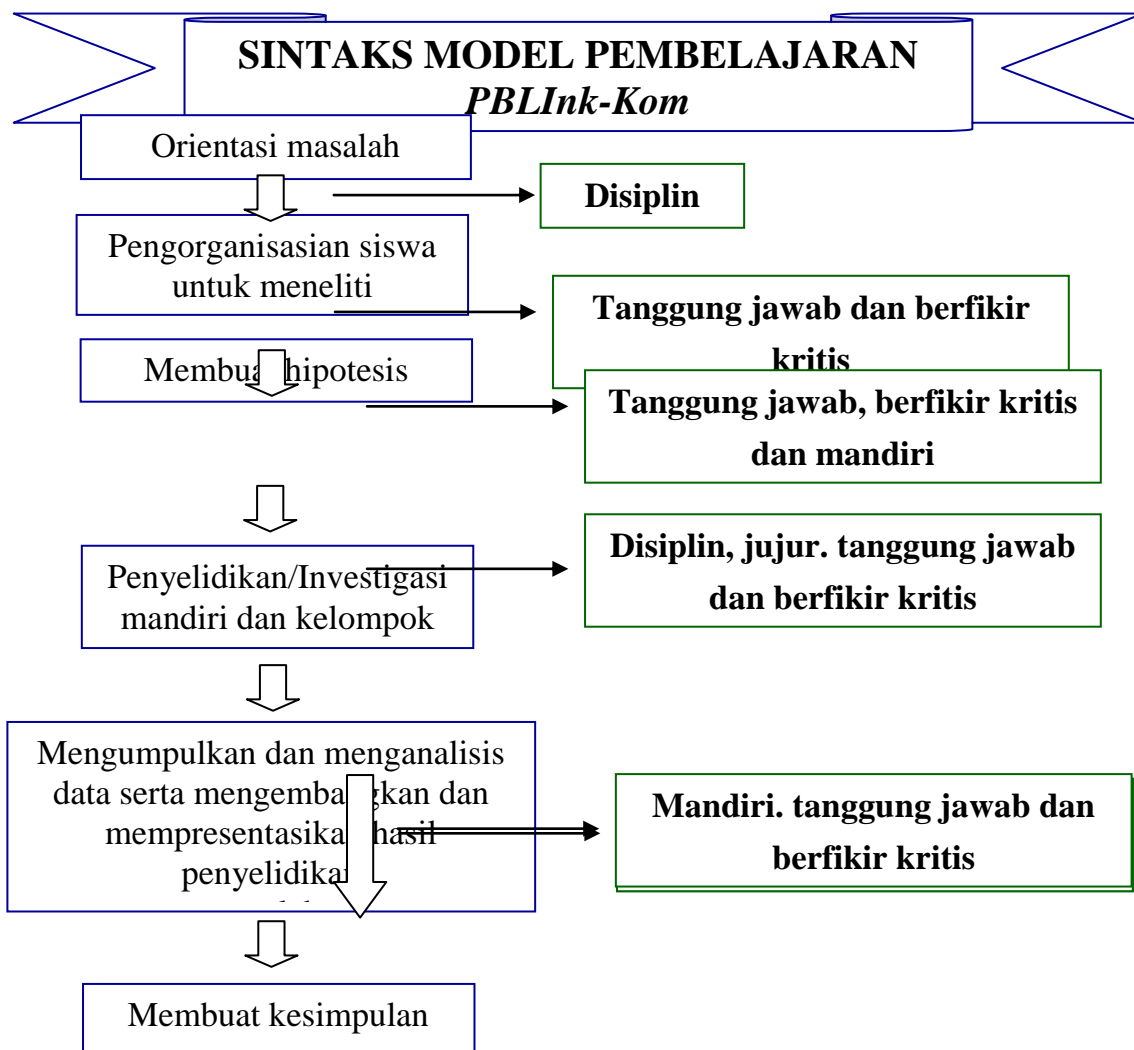 SINTAKS MODEL PEMBELAJARAN
PBLInk-Kom
Orientasi masalah
Disiplin
Pengorganisasian siswa
untuk meneliti
Tanggung jawab dan berfikir
kritis
Membuat hipotesis
Tanggung jawab, berfikir kritis
dan mandiri
Penyelidikan/Investigasi
mandiri dan kelompok
Disiplin, jujur. tanggung jawab
dan berfikir kritis
Mengumpulkan dan menganalisis
data serta mengembangkan dan
mempresentasikan hasil
penyelidikan
Mandiri. tanggung jawab dan
berfikir kritis
Membuat kesimpulan